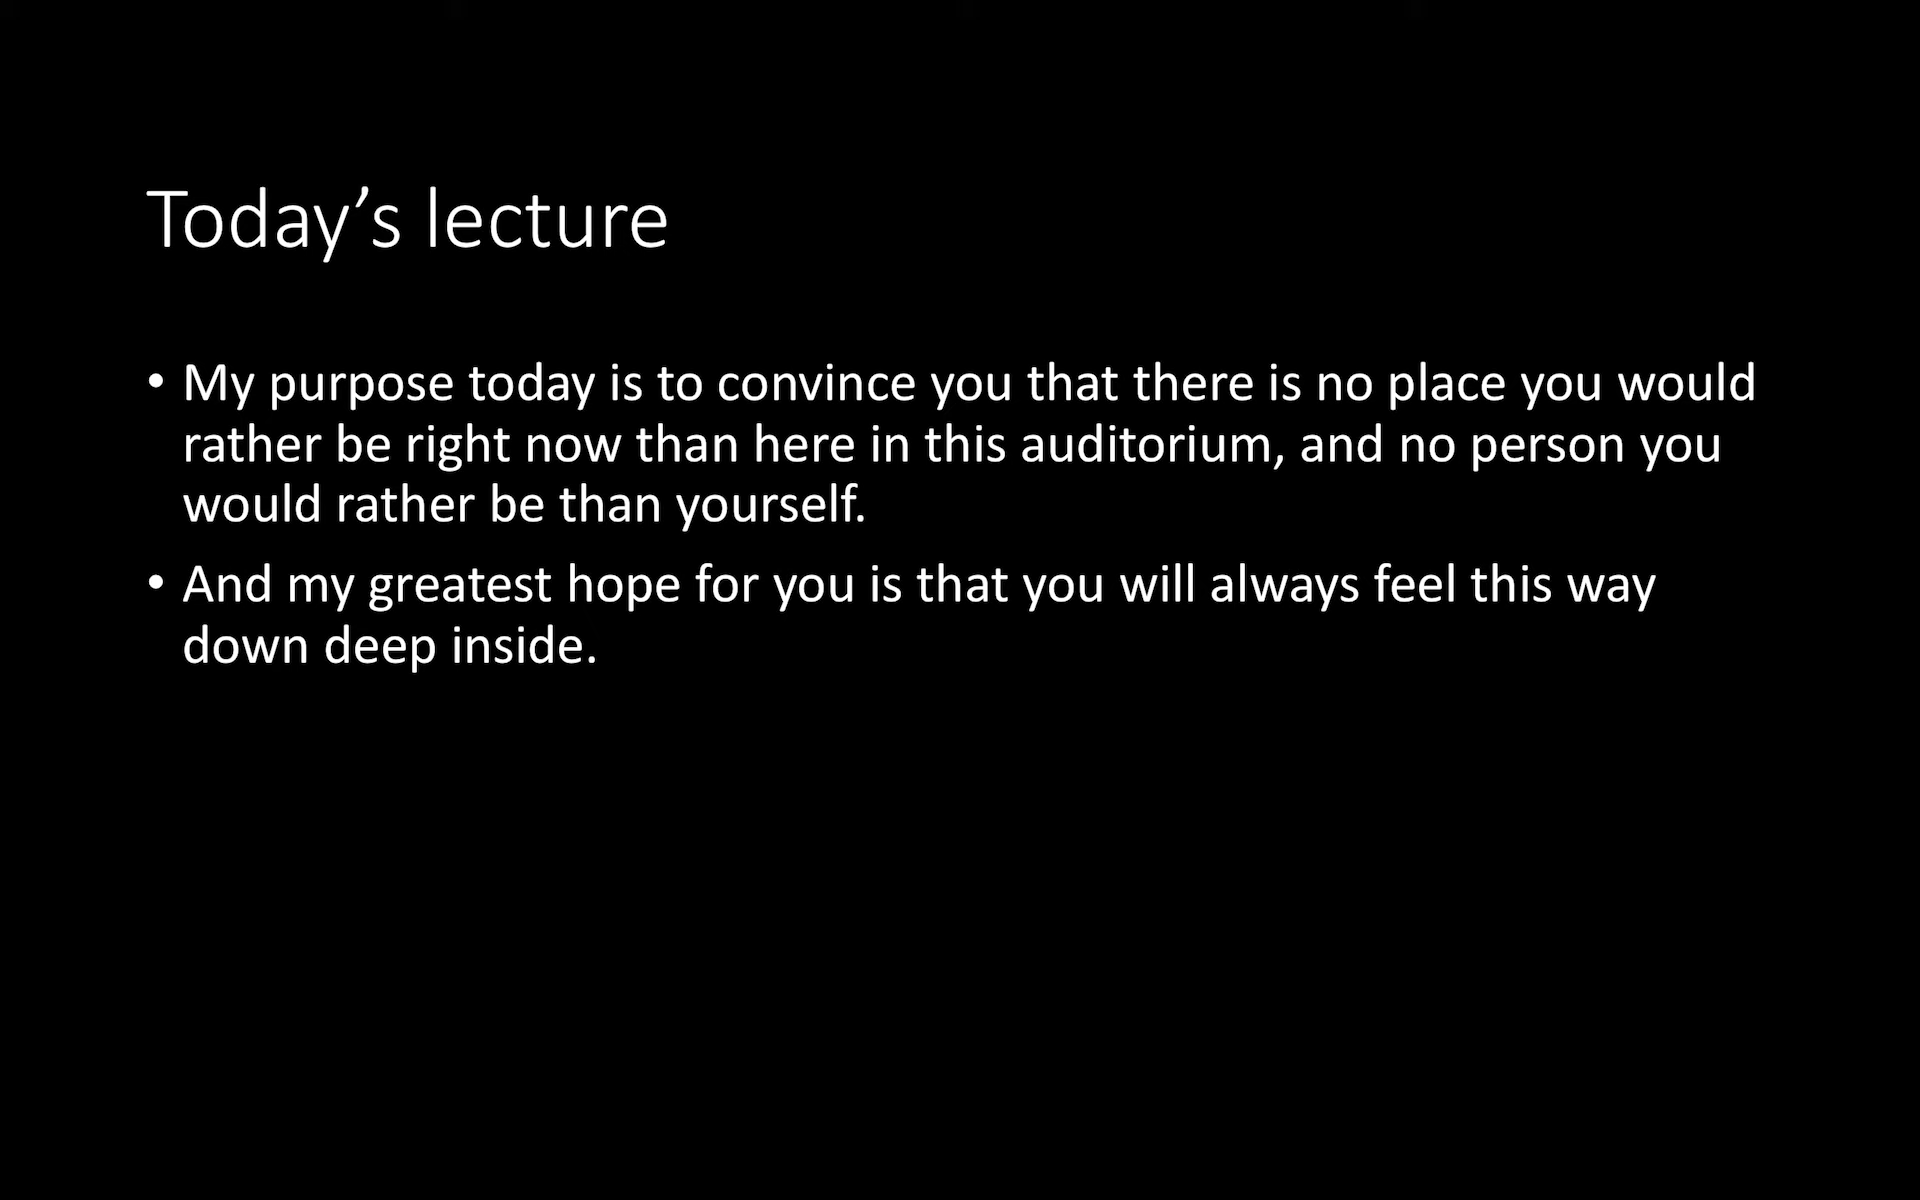 Today’s lecture
• My purpose today is to convince you that there is no place you would
rather be right now than here in this auditorium, and no person you
would rather be than yourself.
• And my greatest hope for you is that you will always feel this way
down deep inside.